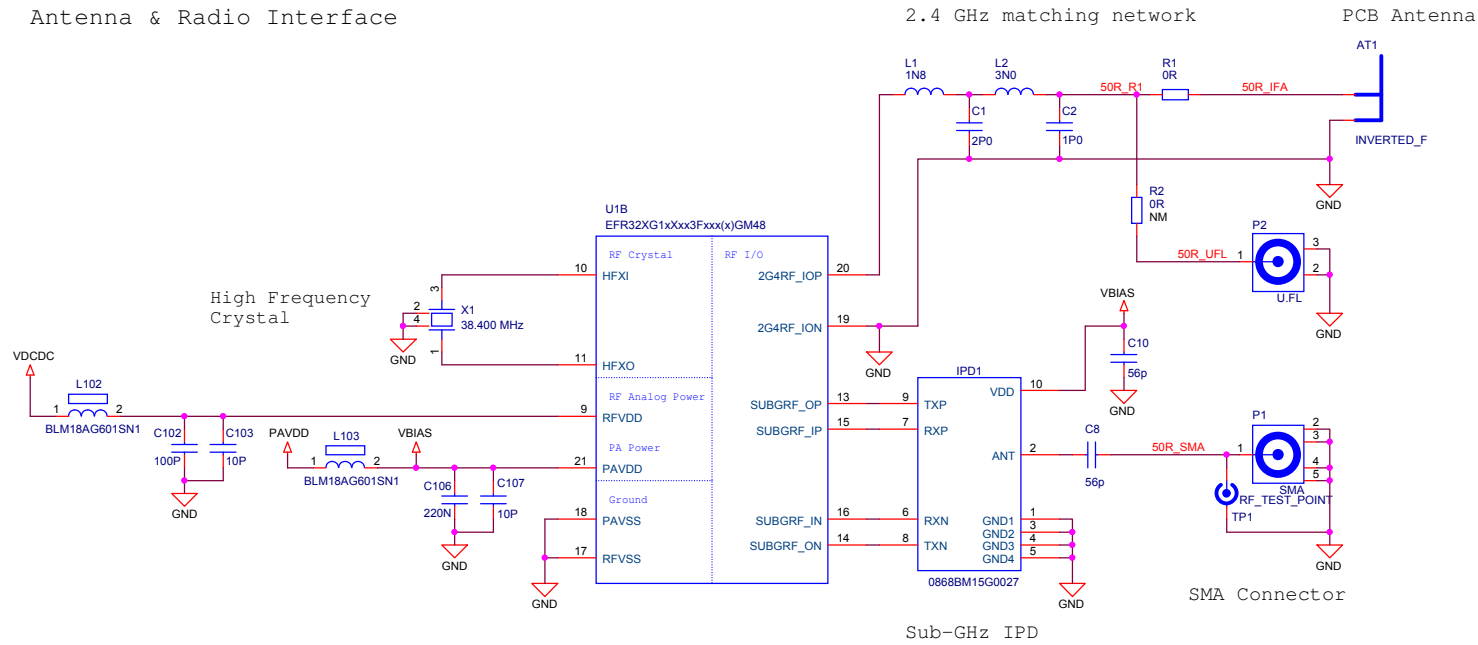 Antenna & Radio Interface
2.4 GHz matching network
PCB Antenna
AT1
L1
1N8
L2
3N0
R1
0R
50R_R1
50R_IFA
C1
2P0
C2
1P0
INVERTED_F
GND
R2
0R
NM
P2
50R_UFL
1
3
2
U.FL
GND
U1B
EFR32XG1xXxx3Fxxx(x)GM48
RF Crystal
RF I/O
10
HFXI
2G4RF_IOP
20
High Frequency
Crystal
3
2
4
1
X1
38.400 MHz
GND
11
HFXO
2G4RF_ION
19
GND
VBIAS
C10
56p
GND
VDCDC
L102
1
2
BLM18AG601SN1
C102
100P
C103
10P
GND
RF Analog Power
9
RFVDD
PAVDD
L103
1
2
BLM18AG601SN1
VBIAS
PA Power
21
PAVDD
C106
220N
C107
10P
GND
Ground
18
PAVSS
17
RFVSS
GND
SUBGRF_OP
13
SUBGRF_IP
15
SUBGRF_IN
16
SUBGRF_ON
14
IPD1
VDD
10
9
TXP
7
RXP
ANT
2
6
RXN
8
TXN
GND1
1
GND2
3
GND3
4
GND4
5
0868BM15G0027
GND
C8
56p
50R_SMA
P1
1
2
3
4
5
SMA
RF_TEST_POINT
TP1
GND
SMA Connector
Sub-GHz IPD